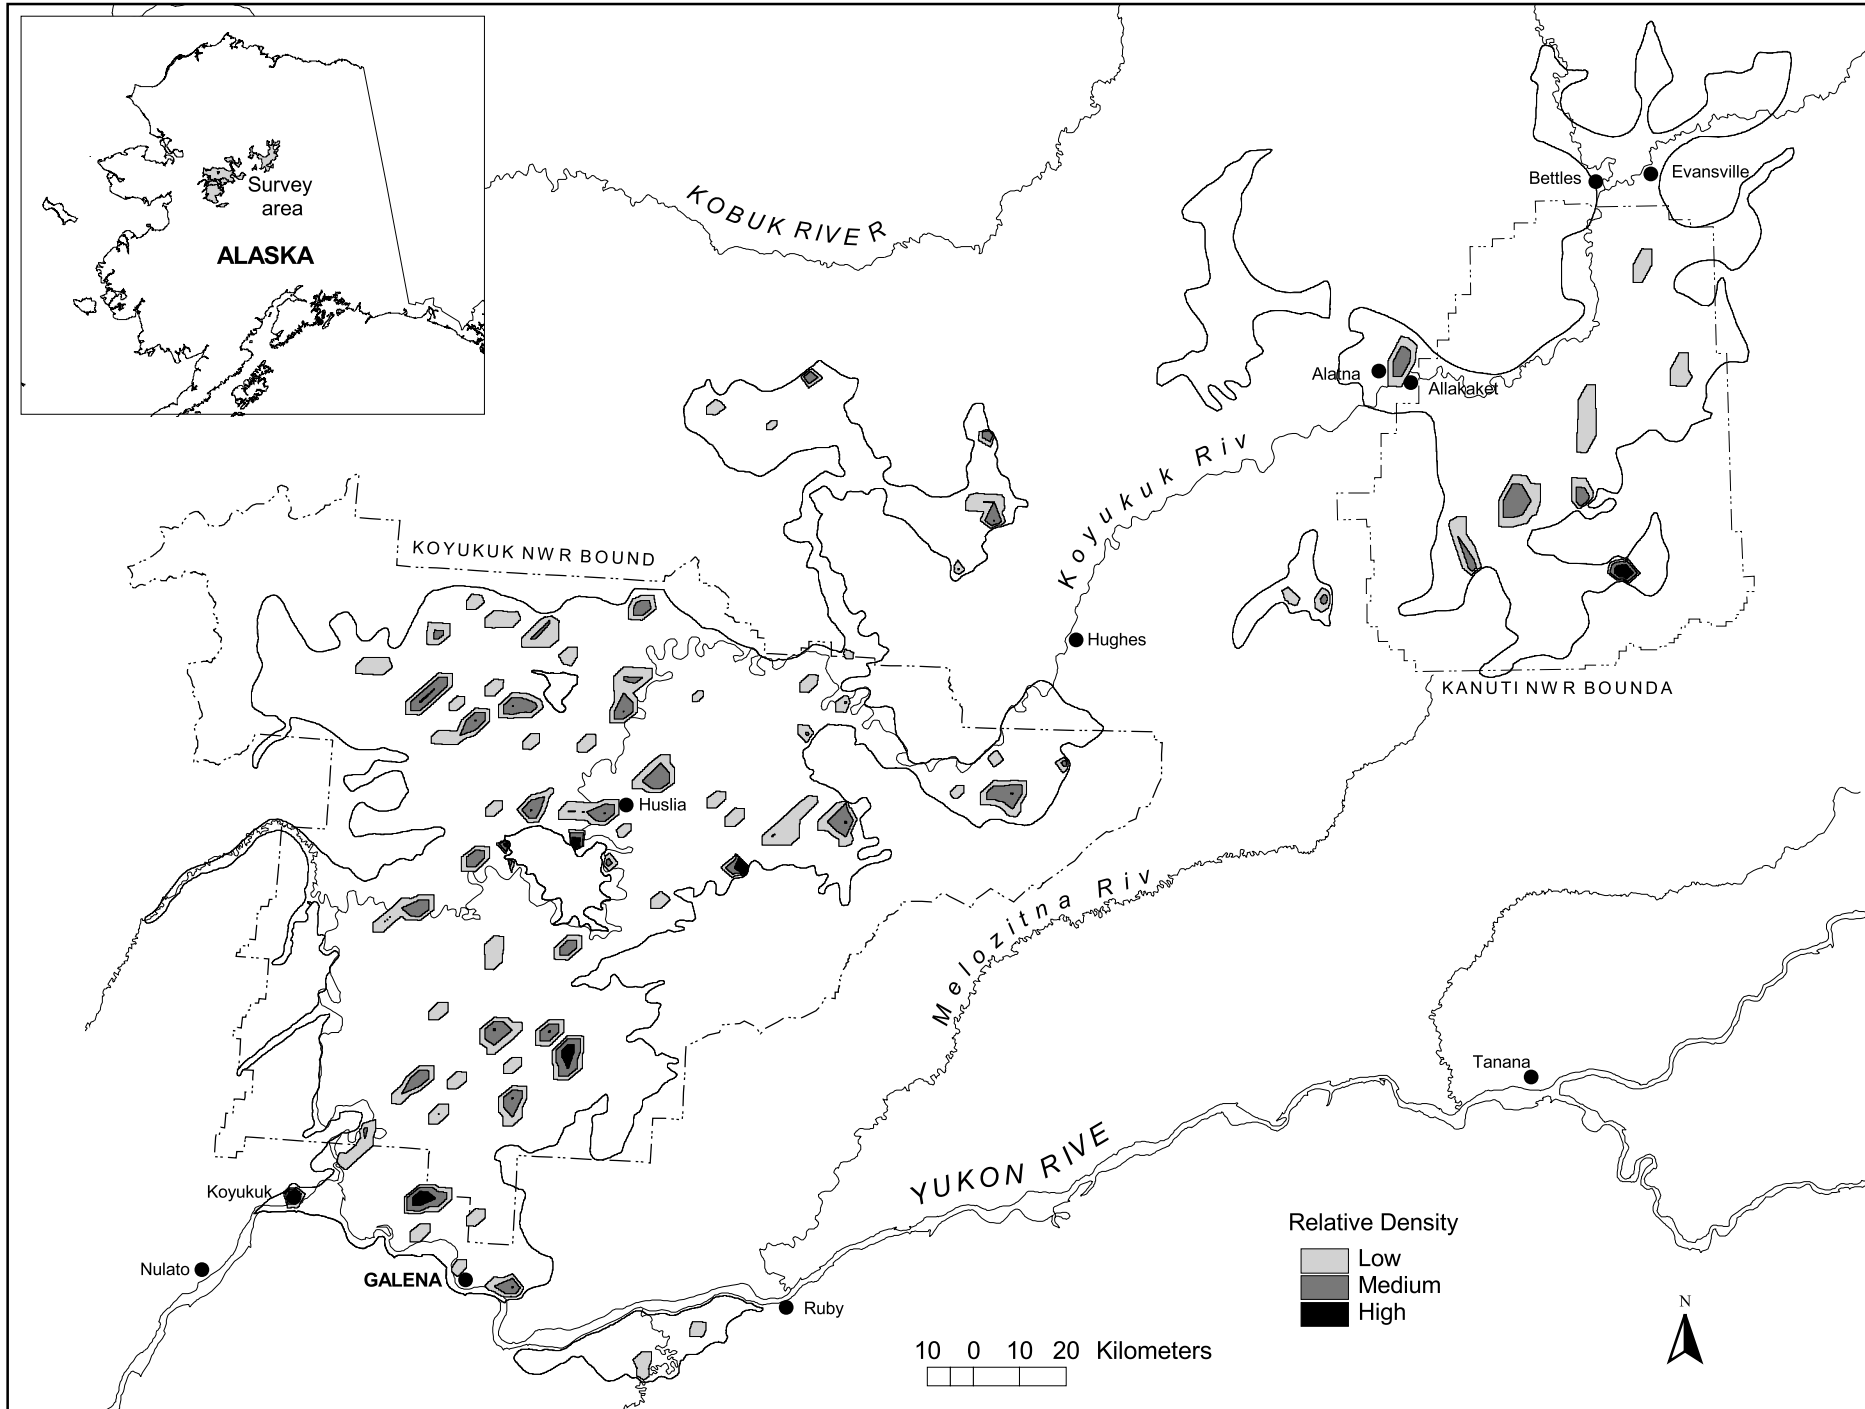 Survey
area
ALASKA
KOBUK RIVER
Bettles
Evansville
Alatna
Allakaket
Koyukuk Riv
KOYUKUK NWR BOUND
Hughes
KANUTI NWR BOUNDA
Huslia
Melozitna Riv
Tanana
YUKON RIVE
Koyukuk
Nulato
GALENA
Ruby
Relative Density
Low
Medium
High
N
10 0 10 20 Kilometers